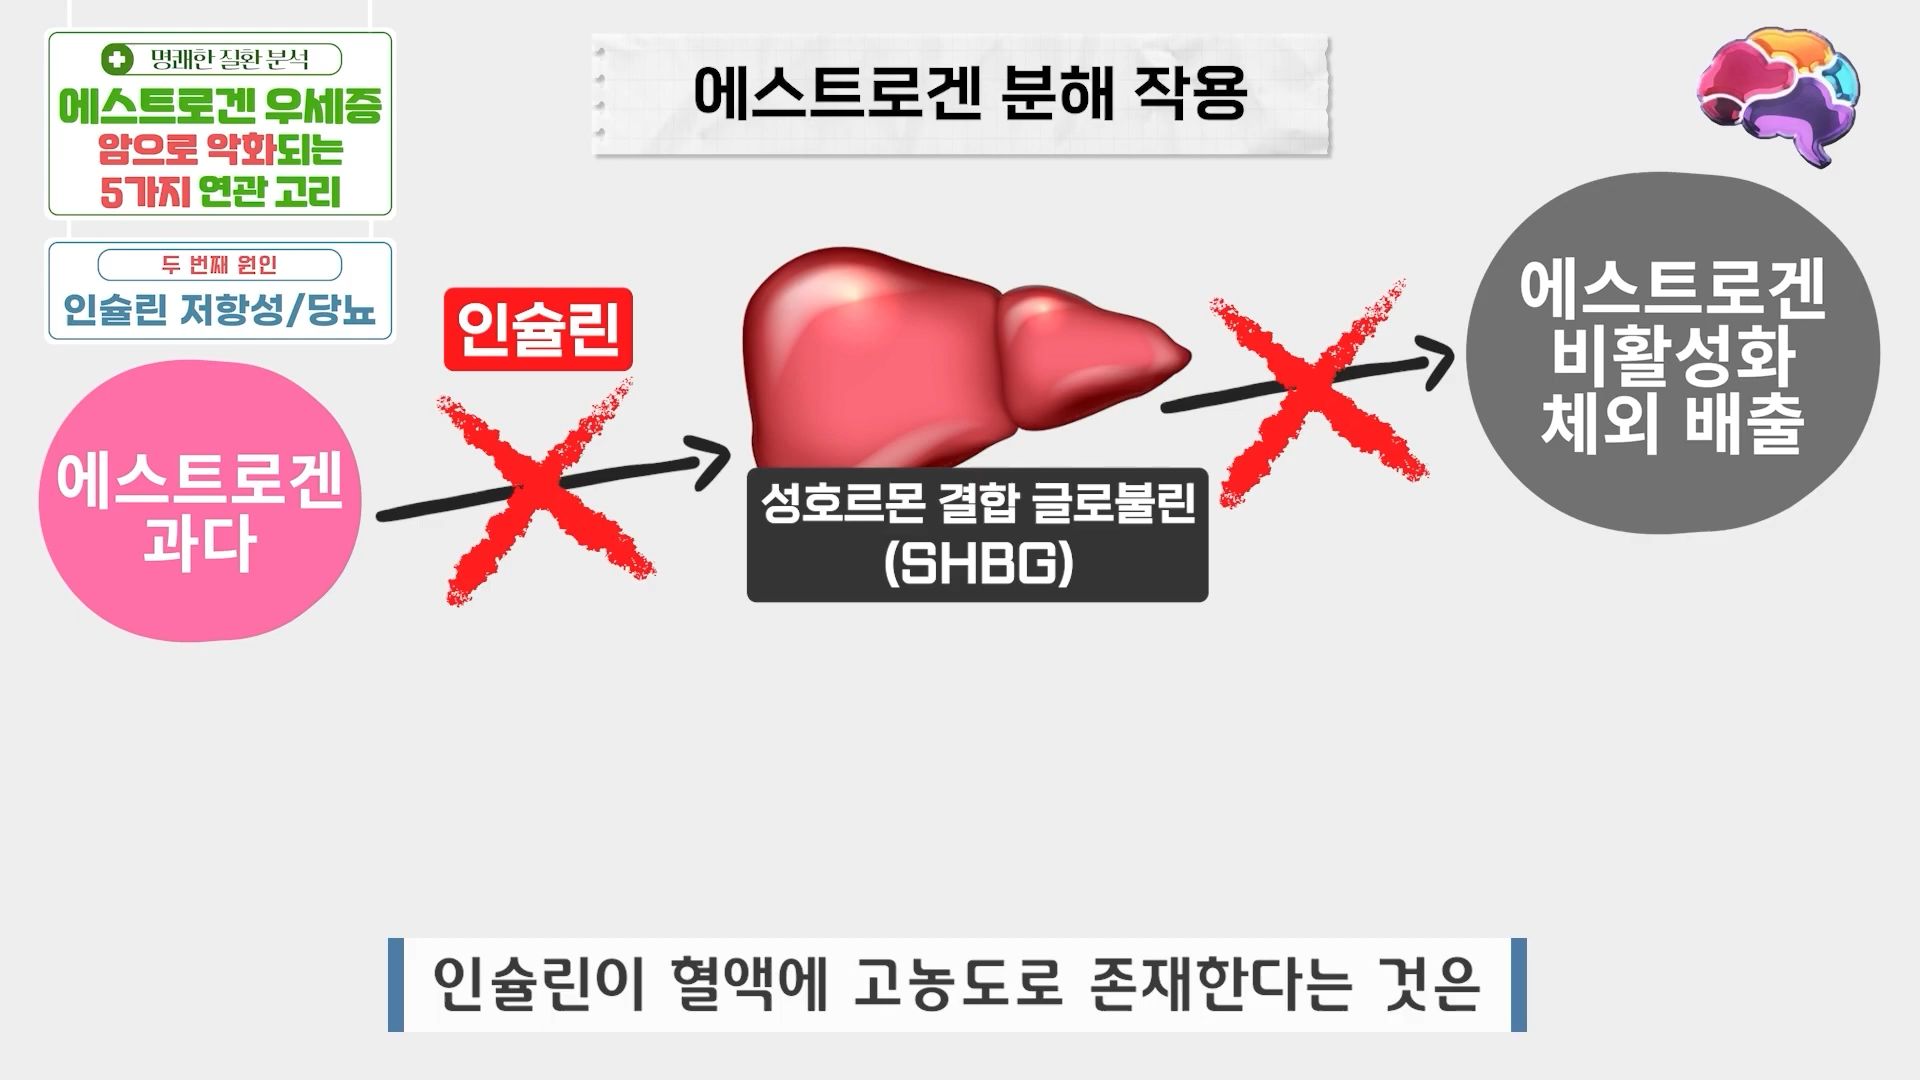 명쾌한 질환 분석
에스트로겐 우세증
암으로 악화되는
5가지 연관 고리
두 번째 원인
인슐린 저항성/당뇨
에스트로겐 분해 작용
에스트로겐
과다
인슐린
성호르몬 결합 글로불린
(SHBG)
에스트로겐
비활성화
체외 배출
인슐린이 혈액에 고농도로 존재한다는 것은